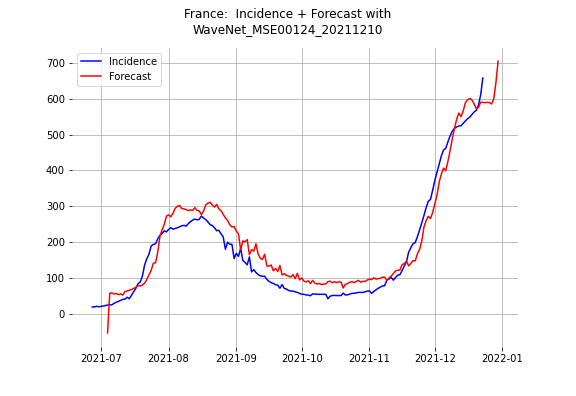 France:  Incidence + Forecast with
WaveNet_MSE00124_20211210
Incidence
Forecast
700
600
500
400
300
200
100
0
2021-07 2021-08 2021-09 2021-10 2021-11 2021-12 2022-01